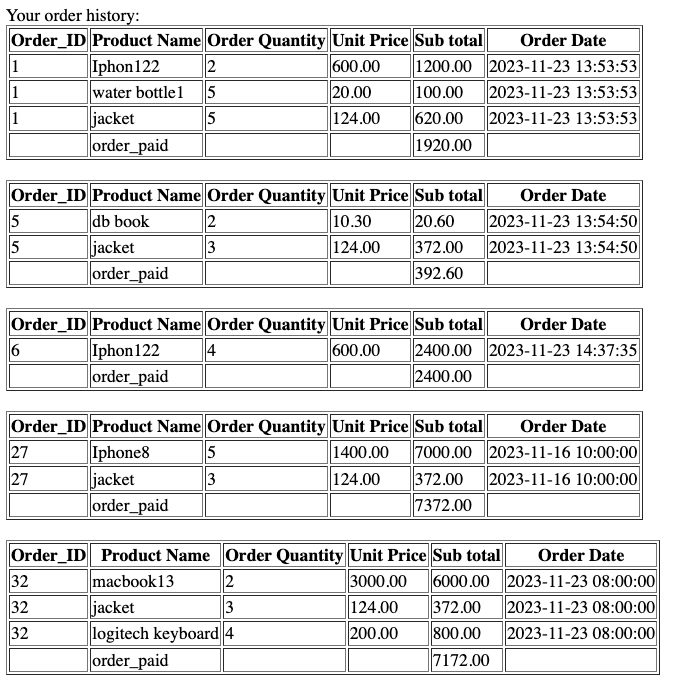 Your order history:
Order_ID Product Name Order Quantity Unit Price Sub total Order Date
1 Iphon122 2 600.00 1200.00 2023-11-23 13:53:53
1 water bottle1 5 20.00 100.00 2023-11-23 13:53:53
1 jacket 5 124.00 620.00 2023-11-23 13:53:53
order_paid 1920.00
Order_ID Product Name Order Quantity Unit Price Sub total Order Date
5 db book 2 10.30 20.60 2023-11-23 13:54:50
5 jacket 3 124.00 372.00 2023-11-23 13:54:50
order_paid 392.60
Order_ID Product Name Order Quantity Unit Price Sub total Order Date
6 Iphon122 4 600.00 2400.00 2023-11-23 14:37:35
order_paid 2400.00
Order_ID Product Name Order Quantity Unit Price Sub total Order Date
27 Iphone8 5 1400.00 7000.00 2023-11-16 10:00:00
27 jacket 3 124.00 372.00 2023-11-16 10:00:00
order_paid 7372.00
Order_ID Product Name Order Quantity Unit Price Sub total Order Date
32 macbook13 2 3000.00 6000.00 2023-11-23 08:00:00
32 jacket 3 124.00 372.00 2023-11-23 08:00:00
32 logitech keyboard 4 200.00 800.00 2023-11-23 08:00:00
order_paid 7172.00